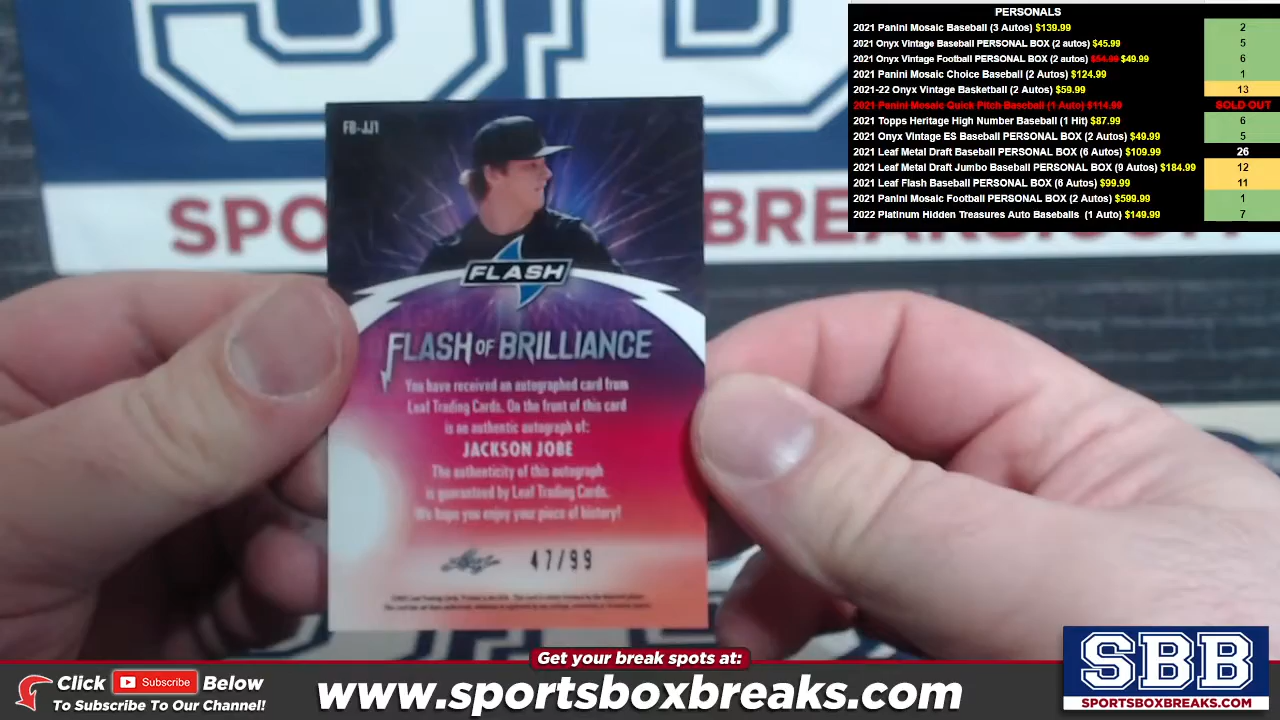 PERSONALS
2021 Panini Mosaic Baseball (3 Autos) $139.99 2
2021 Onyx Vintage Baseball PERSONAL BOX (2 autos) $45.99 5
2021 Onyx Vintage Football PERSONAL BOX (2 autos) $54.99 $49.99 6
2021 Panini Mosaic Choice Baseball (2 Autos) $124.99 1
2021-22 Onyx Vintage Basketball (2 Autos) $59.99 13
2021 Panini Mosaic Quick Pitch Baseball (1 Auto) $114.99 SOLD OUT
2021 Topps Heritage High Number Baseball (1 Hit) $87.99 6
2021 Onyx Vintage ES Baseball PERSONAL BOX (2 Autos) $49.99 5
2021 Leaf Metal Draft Baseball PERSONAL BOX (6 Autos) $109.99 26
2021 Leaf Metal Draft Jumbo Baseball PERSONAL BOX (9 Autos) $184.99 12
2021 Leaf Flash Baseball PERSONAL BOX (6 Autos) $99.99 11
2021 Panini Mosaic Football PERSONAL BOX (2 Autos) $599.99 1
2022 Platinum Hidden Treasures Auto Baseballs (1 Auto) $149.99 7
FB-JJ1
FLASH
FLASH OF BRILLIANCE
You have received an autographed card from
Leaf Trading Cards. On the front of this card
is an authentic autograph of:
JACKSON JOBE
The authenticity of this autograph
is guaranteed by Leaf Trading Cards.
We hope you enjoy your piece of history!
Leaf 47/99
Get your break spots at:
Click Subscribe Below
To Subscribe To Our Channel!
www.sportsboxbreaks.com
SBB
SPORTSBOXBREAKS.COM